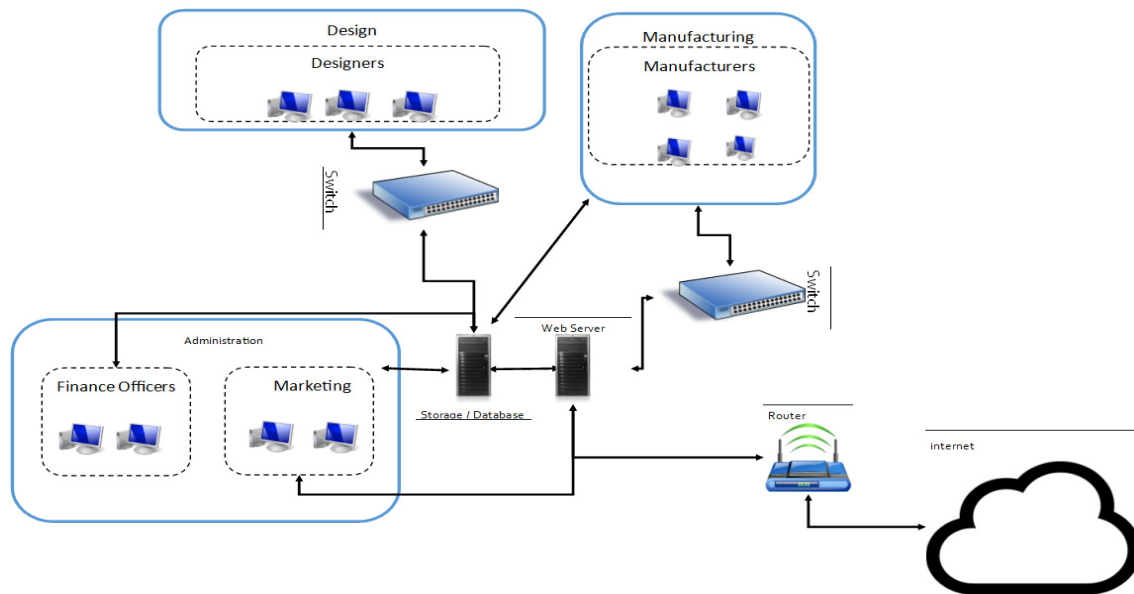 Design
Designers
Manufacturing
Manufacturers
Switch
Switch
Web Server
Administration
Finance Officers
Marketing
Storage / Database
Router
internet